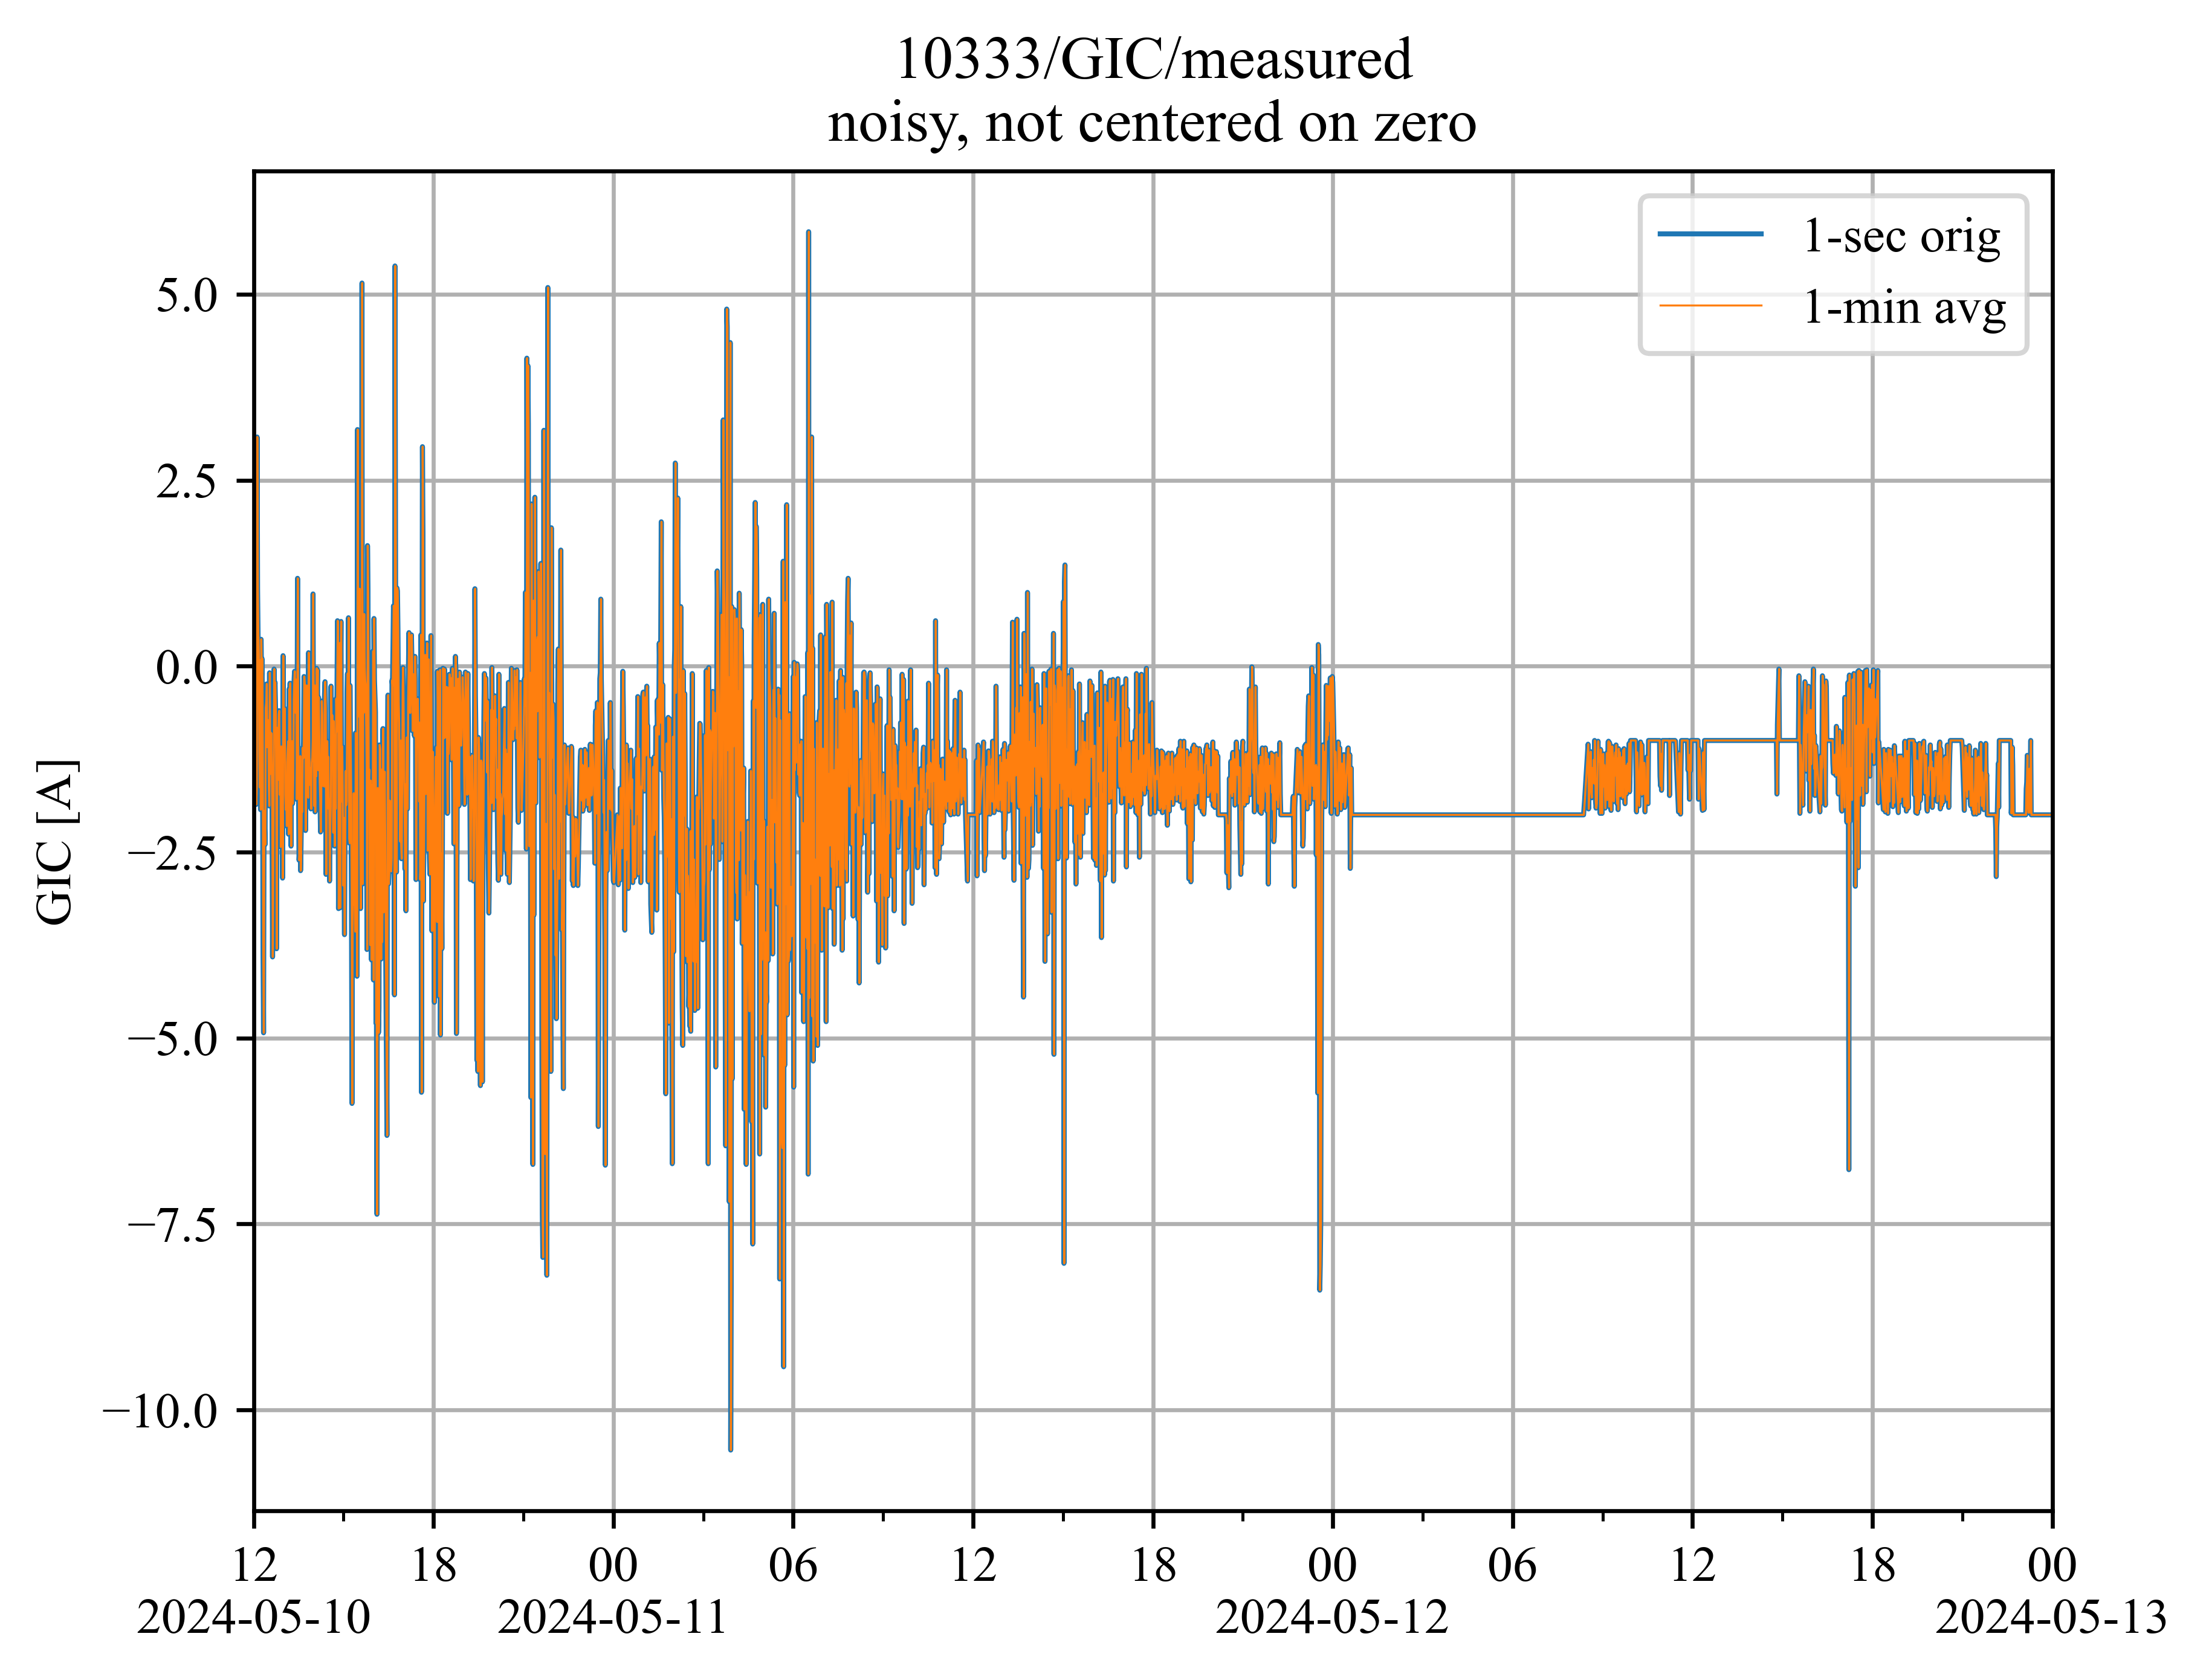 10333/GIC/measured
noisy, not centered on zero
1-sec orig
1-min avg
GIC [A]
5.0
2.5
0.0
−2.5
−5.0
−7.5
−10.0
12 18 00 06 12 18 00 06 12 18 00
2024-05-10 2024-05-11 2024-05-12 2024-05-13